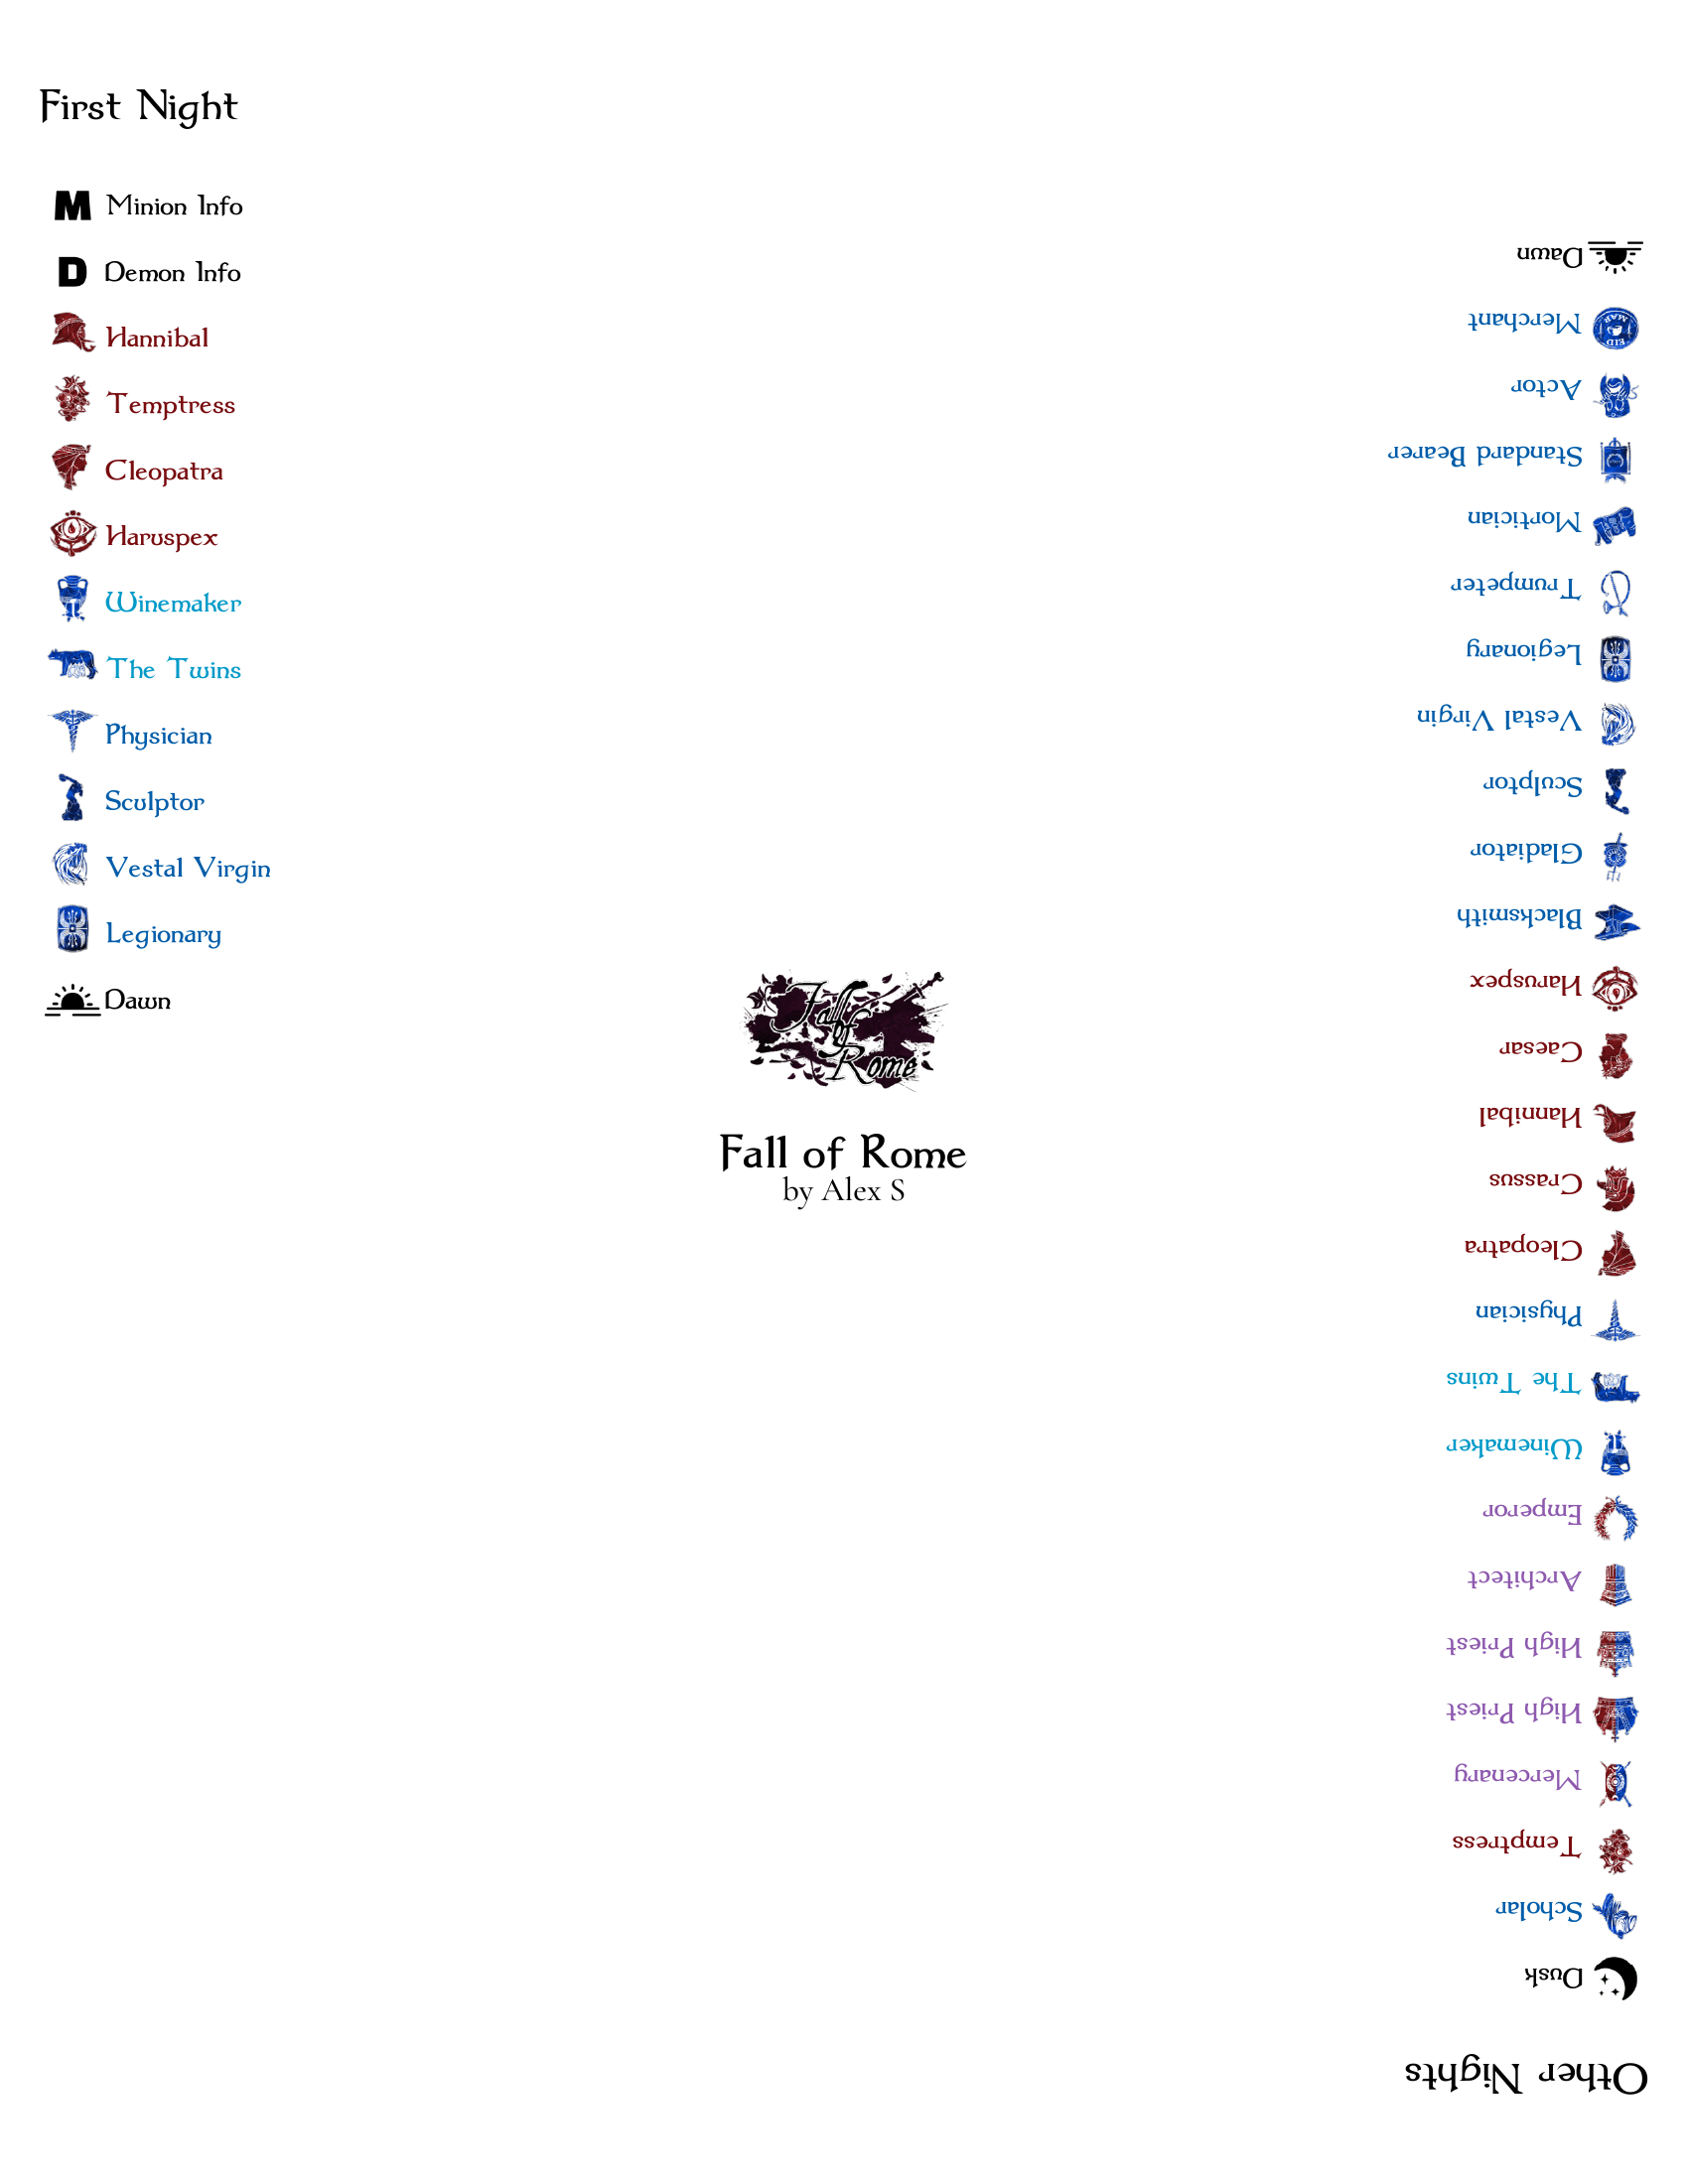 First Night
M Minion Info
D Demon Info
Hannibal
Temptress
Cleopatra
Haruspex
Winemaker
The Twins
Physician
Sculptor
Vestal Virgin
Legionary
Dawn
Fall
of
Rome
Fall of Rome
by Alex S
Other Nights
Dusk
Scholar
Temptress
Mercenary
High Priest
High Priest
Architect
Emperor
Winemaker
The Twins
Physician
Cleopatra
Crassus
Hannibal
Caesar
Haruspex
Blacksmith
Gladiator
Sculptor
Vestal Virgin
Legionary
Trumpeter
Mortician
Standard Bearer
Actor
Merchant
EID
MAR
Dawn